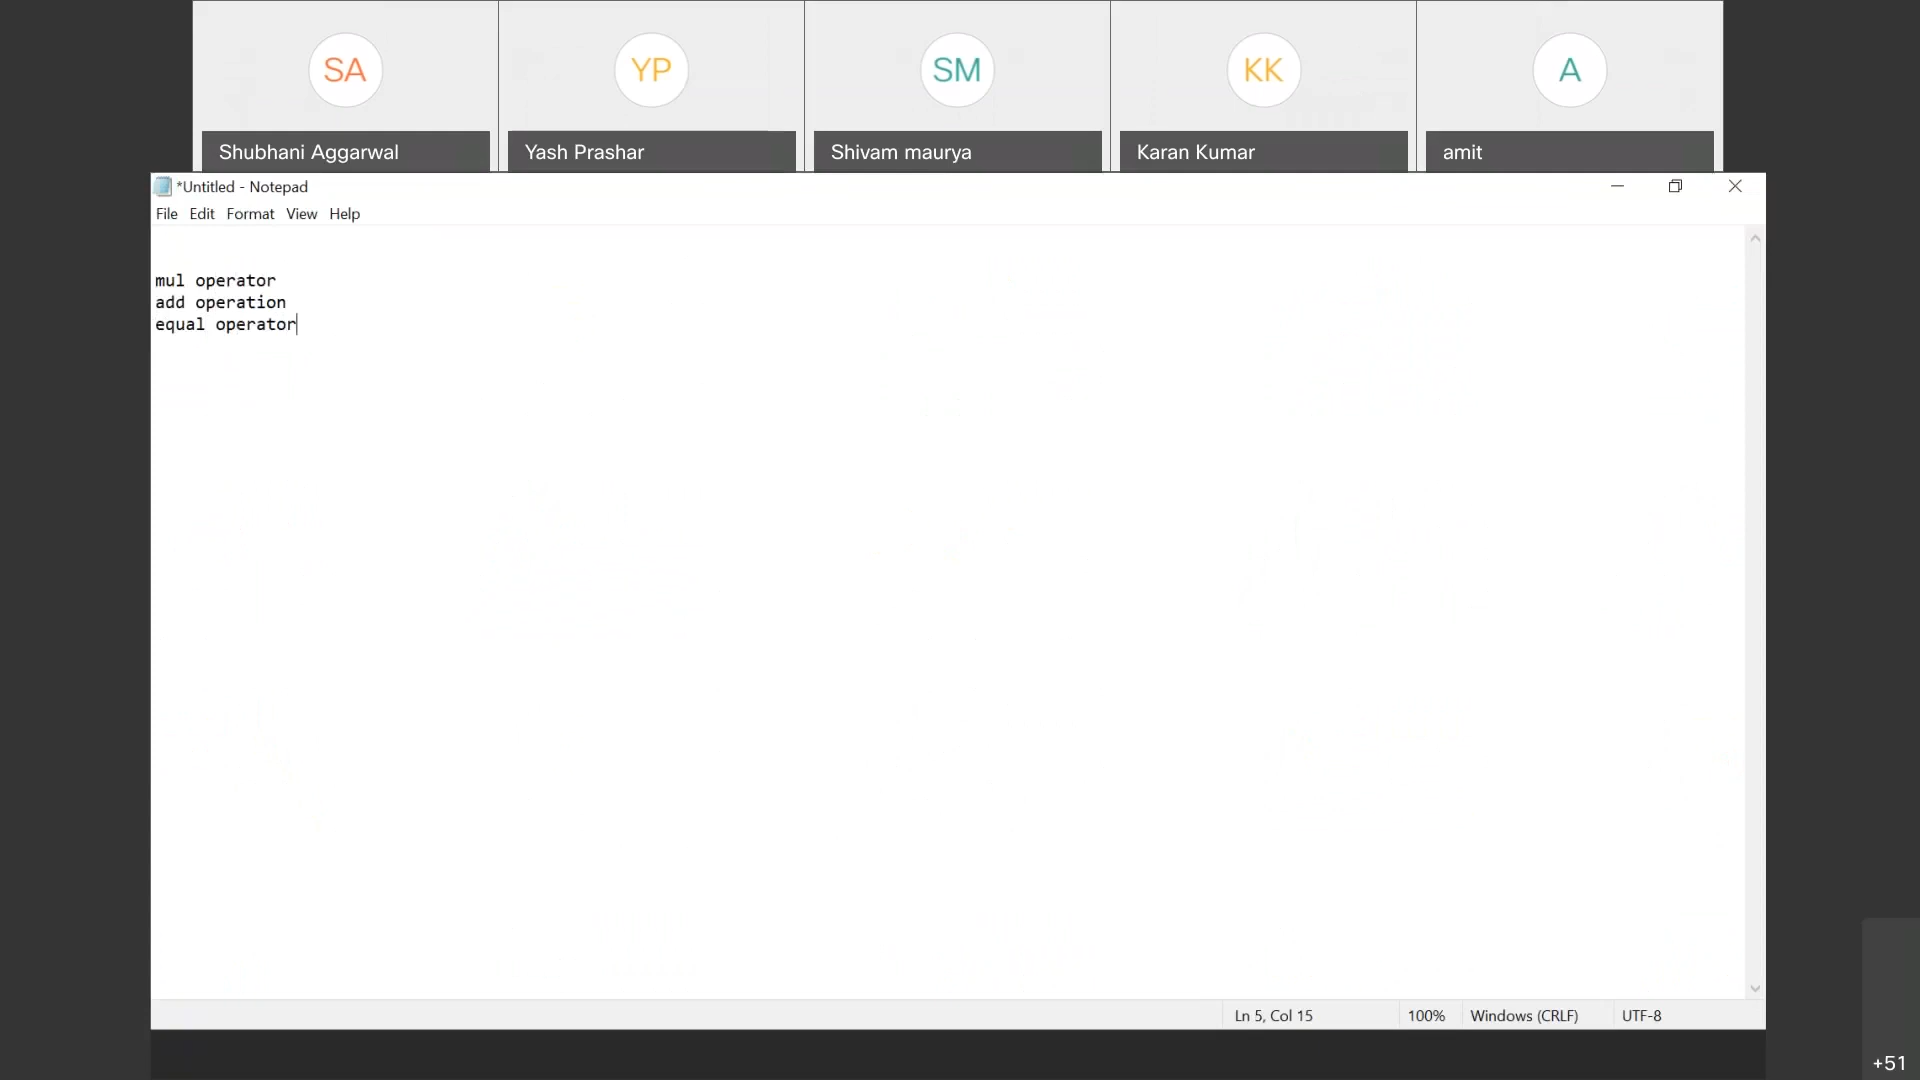 SA
YP
SM
KK
A
Shubhani Aggarwal
Yash Prashar
Shivam maurya
Karan Kumar
amit
*Untitled - Notepad
File Edit Format View Help
mul operator
add operation
equal operator
Ln 5, Col 15
100%
Windows (CRLF)
UTF-8
+51